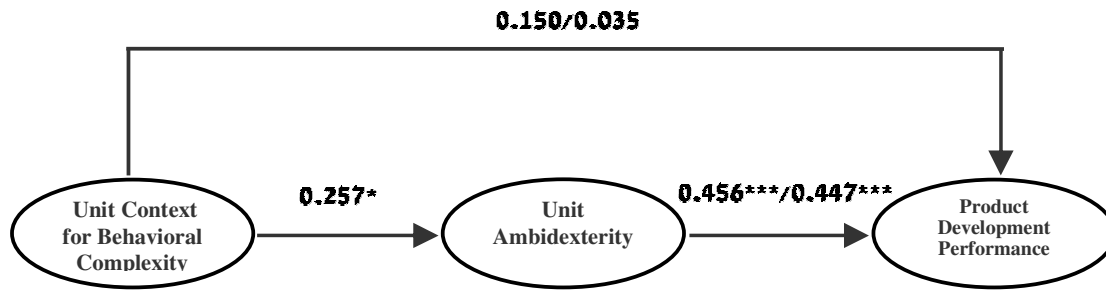 0.150/0.035
0.257*
0.456***/0.447***
Unit Context
for Behavioral
Complexity
Unit
Ambidexterity
Product
Development
Performance